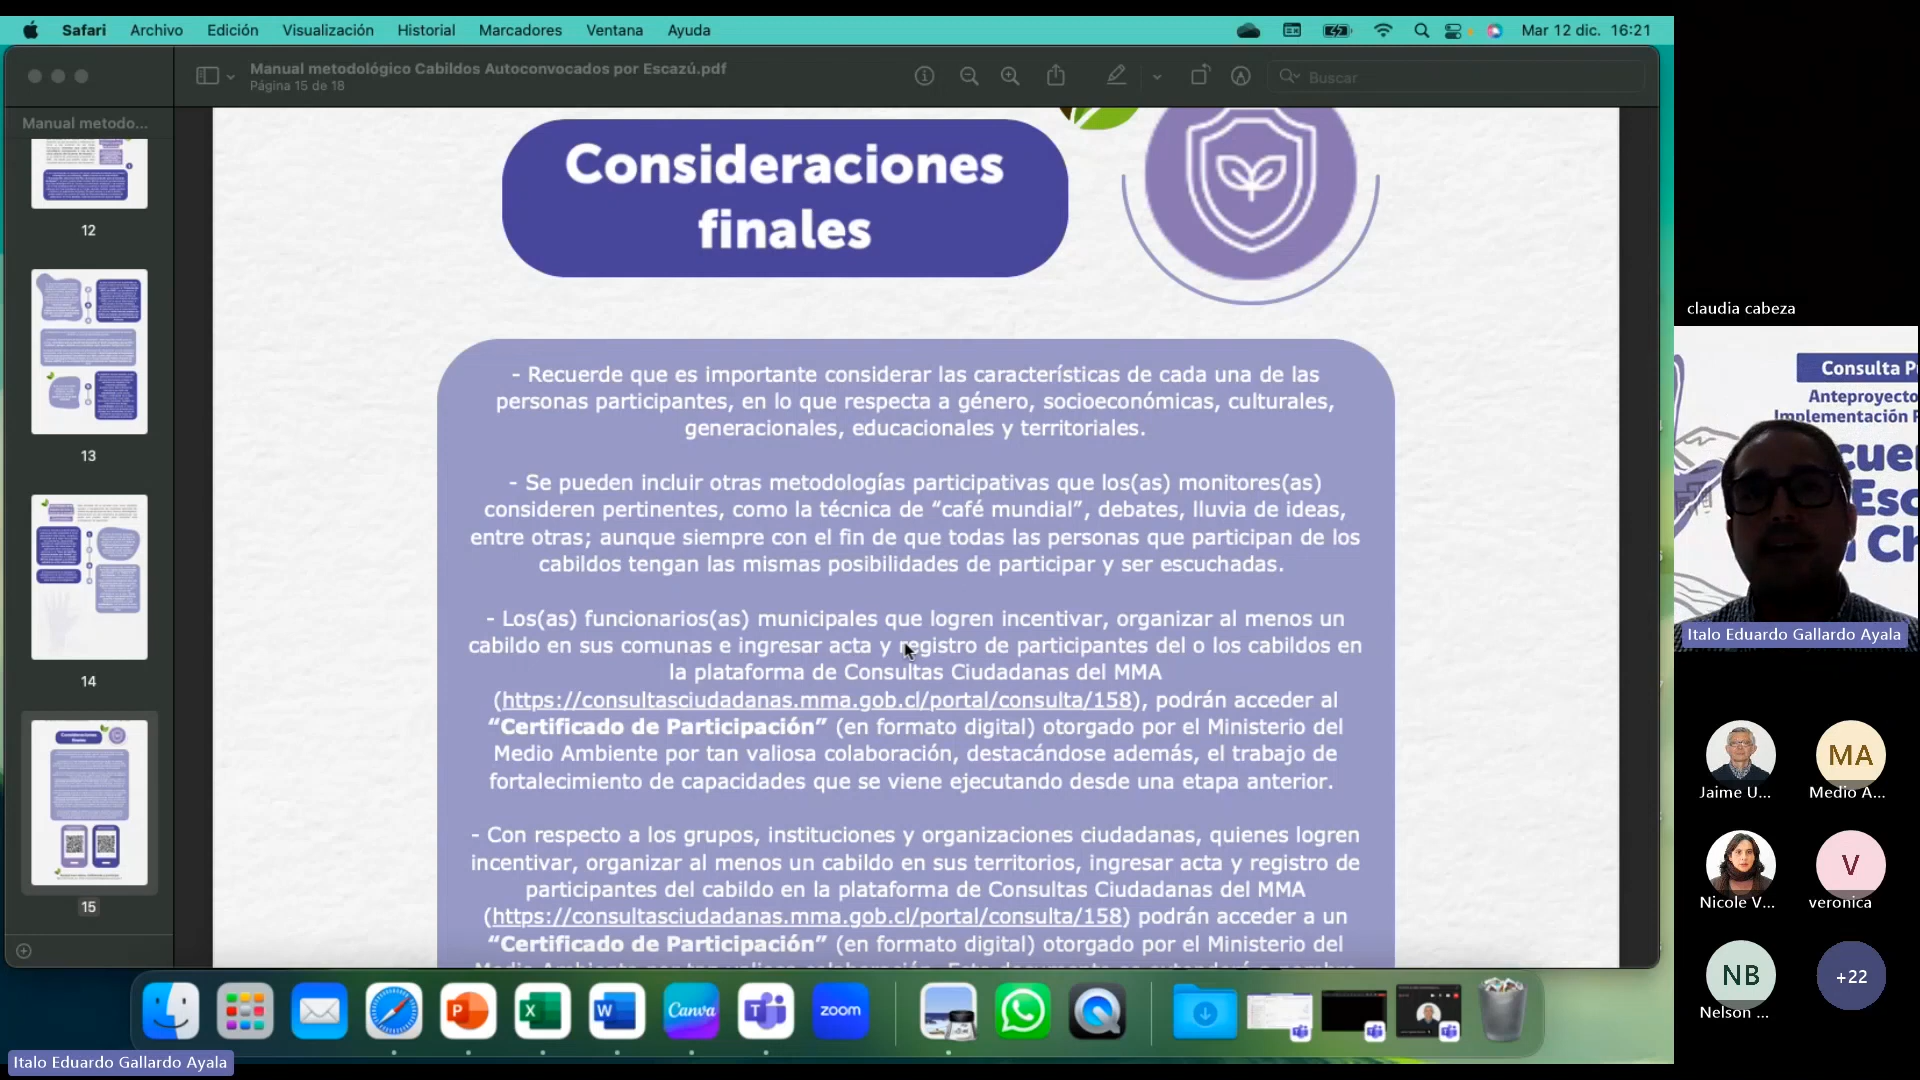 Safari Archivo Edición Visualización Historial Marcadores Ventana Ayuda
Mar 12 dic. 16:21
Manual metodológico Cabildos Autoconvocados por Escazú.pdf
Página 15 de 18
Buscar
Manual metodo...
12
13
14
15
Consideraciones
finales
- Recuerde que es importante considerar las características de cada una de las
personas participantes, en lo que respecta a género, socioeconómicas, culturales,
generacionales, educacionales y territoriales.
- Se pueden incluir otras metodologías participativas que los(as) monitores(as)
consideren pertinentes, como la técnica de “café mundial”, debates, lluvia de ideas,
entre otras; aunque siempre con el fin de que todas las personas que participan de los
cabildos tengan las mismas posibilidades de participar y ser escuchadas.
- Los(as) funcionarios(as) municipales que logren incentivar, organizar al menos un
cabildo en sus comunas e ingresar acta y registro de participantes del o los cabildos en
la plataforma de Consultas Ciudadanas del MMA
(https://consultasciudadanas.mma.gob.cl/portal/consulta/158), podrán acceder al
“Certificado de Participación” (en formato digital) otorgado por el Ministerio del
Medio Ambiente por tan valiosa colaboración, destacándose además, el trabajo de
fortalecimiento de capacidades que se viene ejecutando desde una etapa anterior.
- Con respecto a los grupos, instituciones y organizaciones ciudadanas, quienes logren
incentivar, organizar al menos un cabildo en sus territorios, ingresar acta y registro de
participantes del cabildo en la plataforma de Consultas Ciudadanas del MMA
(https://consultasciudadanas.mma.gob.cl/portal/consulta/158) podrán acceder a un
“Certificado de Participación” (en formato digital) otorgado por el Ministerio del
claudia cabeza
Consulta P
Anteproyecto
Implementación
Italo Eduardo Gallardo Ayala
Jaime U...
MA
Medio A...
Nicole V...
V
veronica
NB
Nelson ...
+22
Canva
zoom
Italo Eduardo Gallardo Ayala